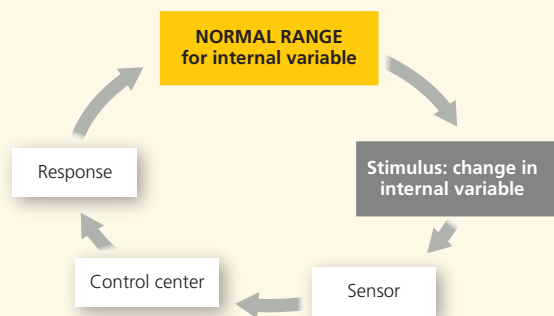 NORMAL RANGE
for internal variable
Stimulus: change in
internal variable
Sensor
Control center
Response